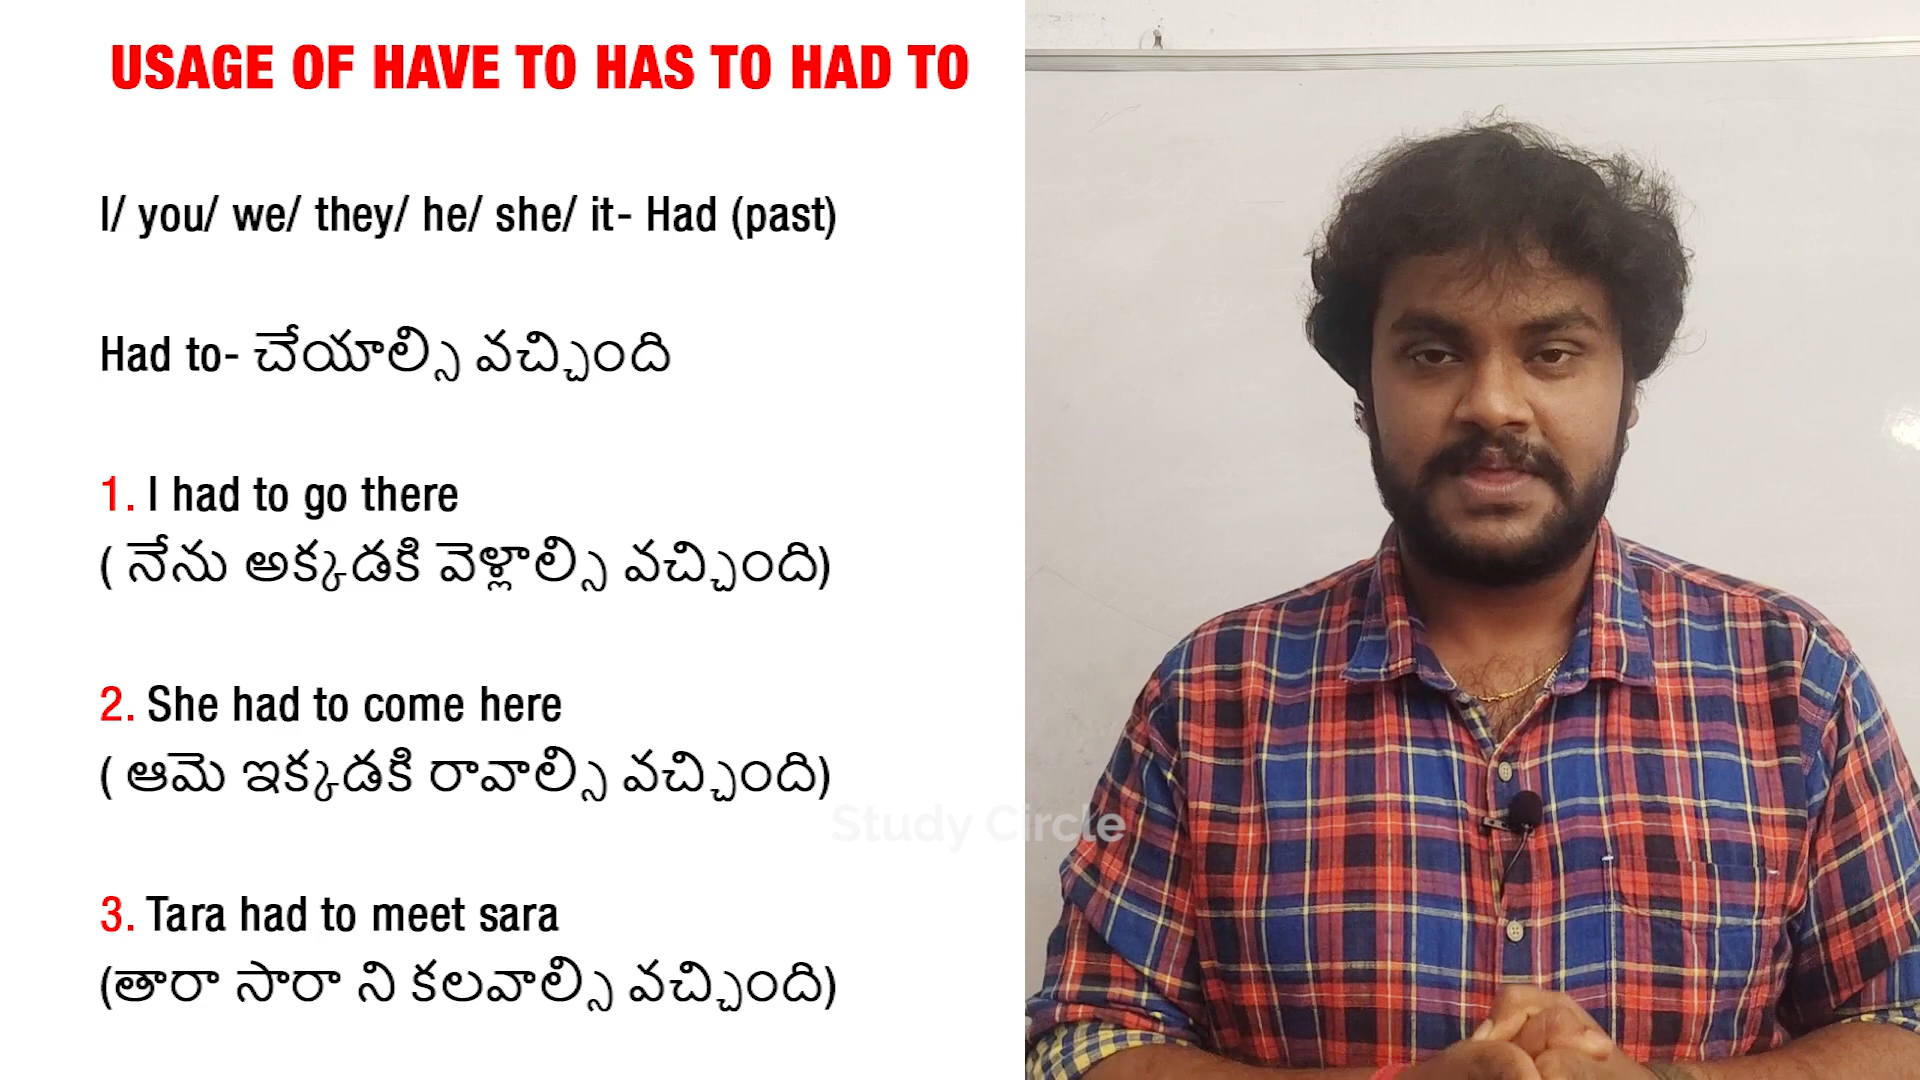 USAGE OF HAVE TO HAS TO HAD TO
I/ you/ we/ they/ he/ she/ it- Had (past)
Had to- చేయాల్సి వచ్చింది
1. I had to go there
( నేను అక్కడకి వెళ్లాల్సి వచ్చింది)
2. She had to come here
( ఆమె ఇక్కడకి రావాల్సి వచ్చింది)
Study Circle
3. Tara had to meet sara
(తారా సారా ని కలవాల్సి వచ్చింది)